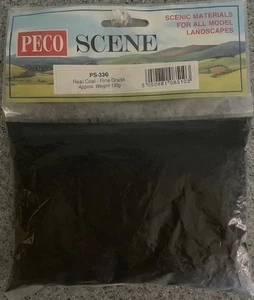 PECO SCENE
SCENIC MATERIALS
FOR ALL MODEL
LANDSCAPES
PS-330
Real Coal - Fine Grade
Approx. Weight 130g